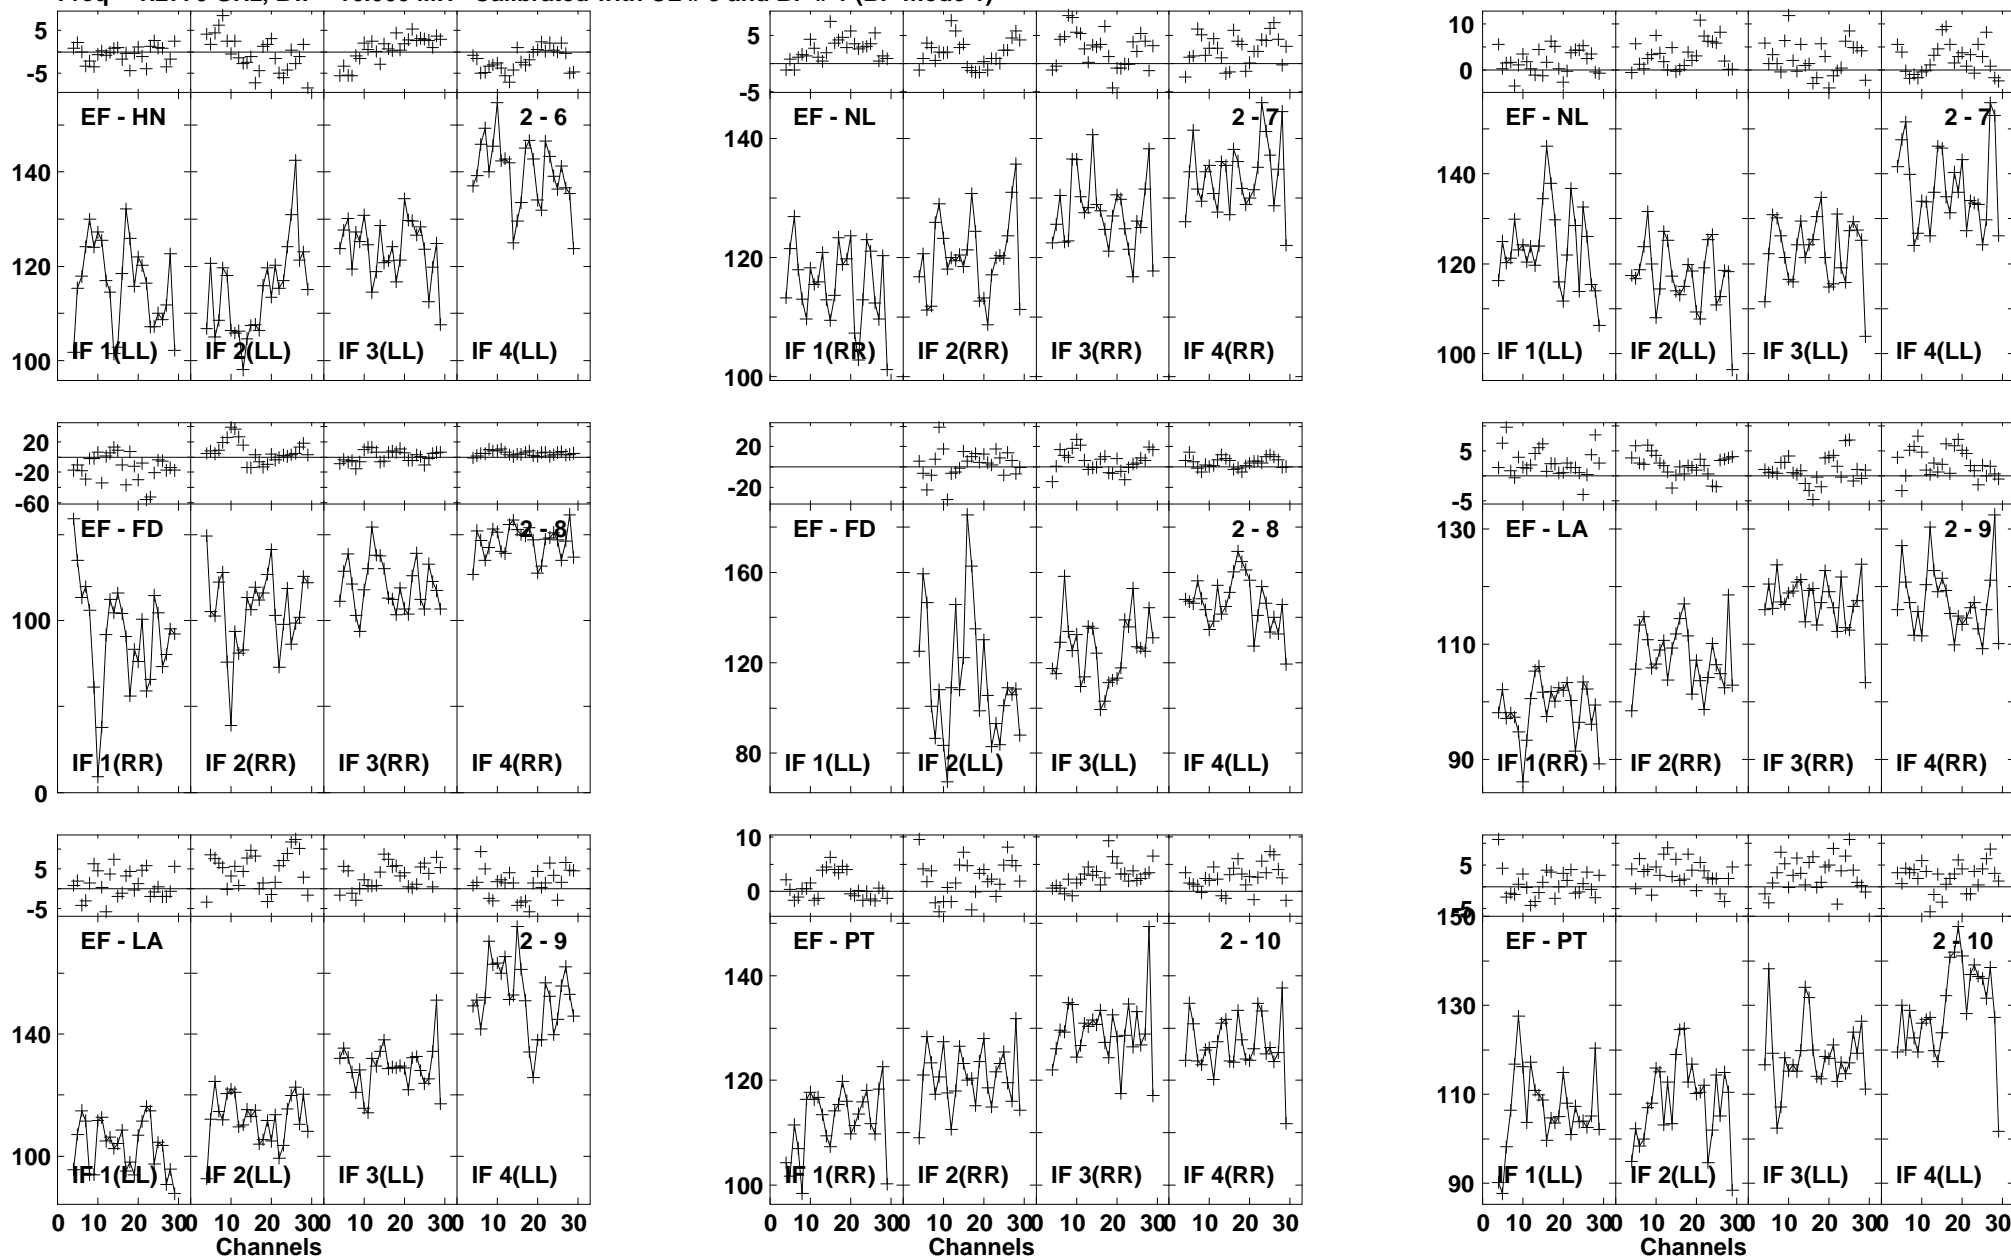 5
-5
EF - HN
2 - 6
140
120
100
IF 1(LL)
IF 2(LL)
IF 3(LL)
IF 4(LL)
5
0
-5
EF - NL
2 - 7
140
120
100
IF 1(RR)
IF 2(RR)
IF 3(RR)
IF 4(RR)
10
0
EF - NL
2 - 7
140
120
100
IF 1(LL)
IF 2(LL)
IF 3(LL)
IF 4(LL)
20
-20
-60
EF - FD
2 - 8
100
0
IF 1(RR)
IF 2(RR)
IF 3(RR)
IF 4(RR)
20
-20
EF - FD
2 - 8
160
120
80
IF 1(LL)
IF 2(LL)
IF 3(LL)
IF 4(LL)
5
-5
EF - LA
2 - 9
130
110
90
IF 1(RR)
IF 2(RR)
IF 3(RR)
IF 4(RR)
5
-5
EF - LA
2 - 9
140
100
IF 1(LL)
IF 2(LL)
IF 3(LL)
IF 4(LL)
0 10 20 30 0 10 20 30 0 10 20 30 0 10 20 30
Channels
10
0
EF - PT
2 - 10
140
120
100
IF 1(RR)
IF 2(RR)
IF 3(RR)
IF 4(RR)
0 10 20 30 0 10 20 30 0 10 20 30 0 10 20 30
Channels
5
-5
EF - PT
2 - 10
150
130
110
90
IF 1(LL)
IF 2(LL)
IF 3(LL)
IF 4(LL)
0 10 20 30 0 10 20 30 0 10 20 30 0 10 20 30
Channels